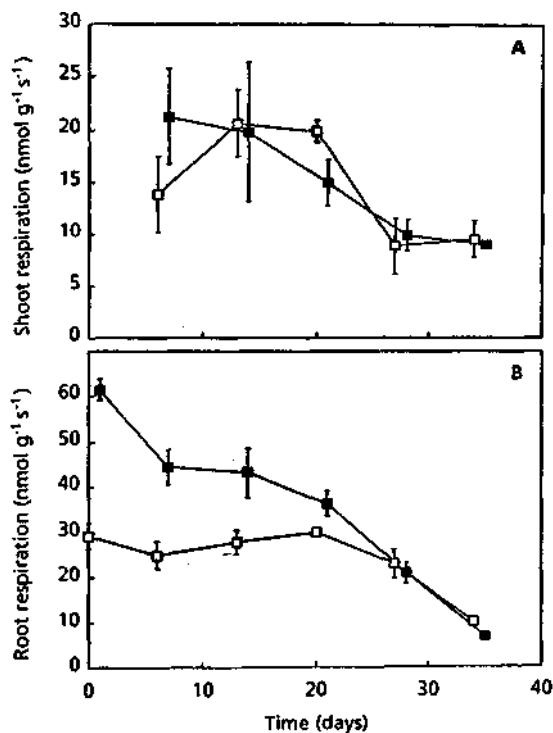 A
Shoot respiration (nmol g⁻¹ s⁻¹)
30
25
20
15
10
5
0
B
Root respiration (nmol g⁻¹ s⁻¹)
60
50
40
30
20
10
0
0 10 20 30 40
Time (days)